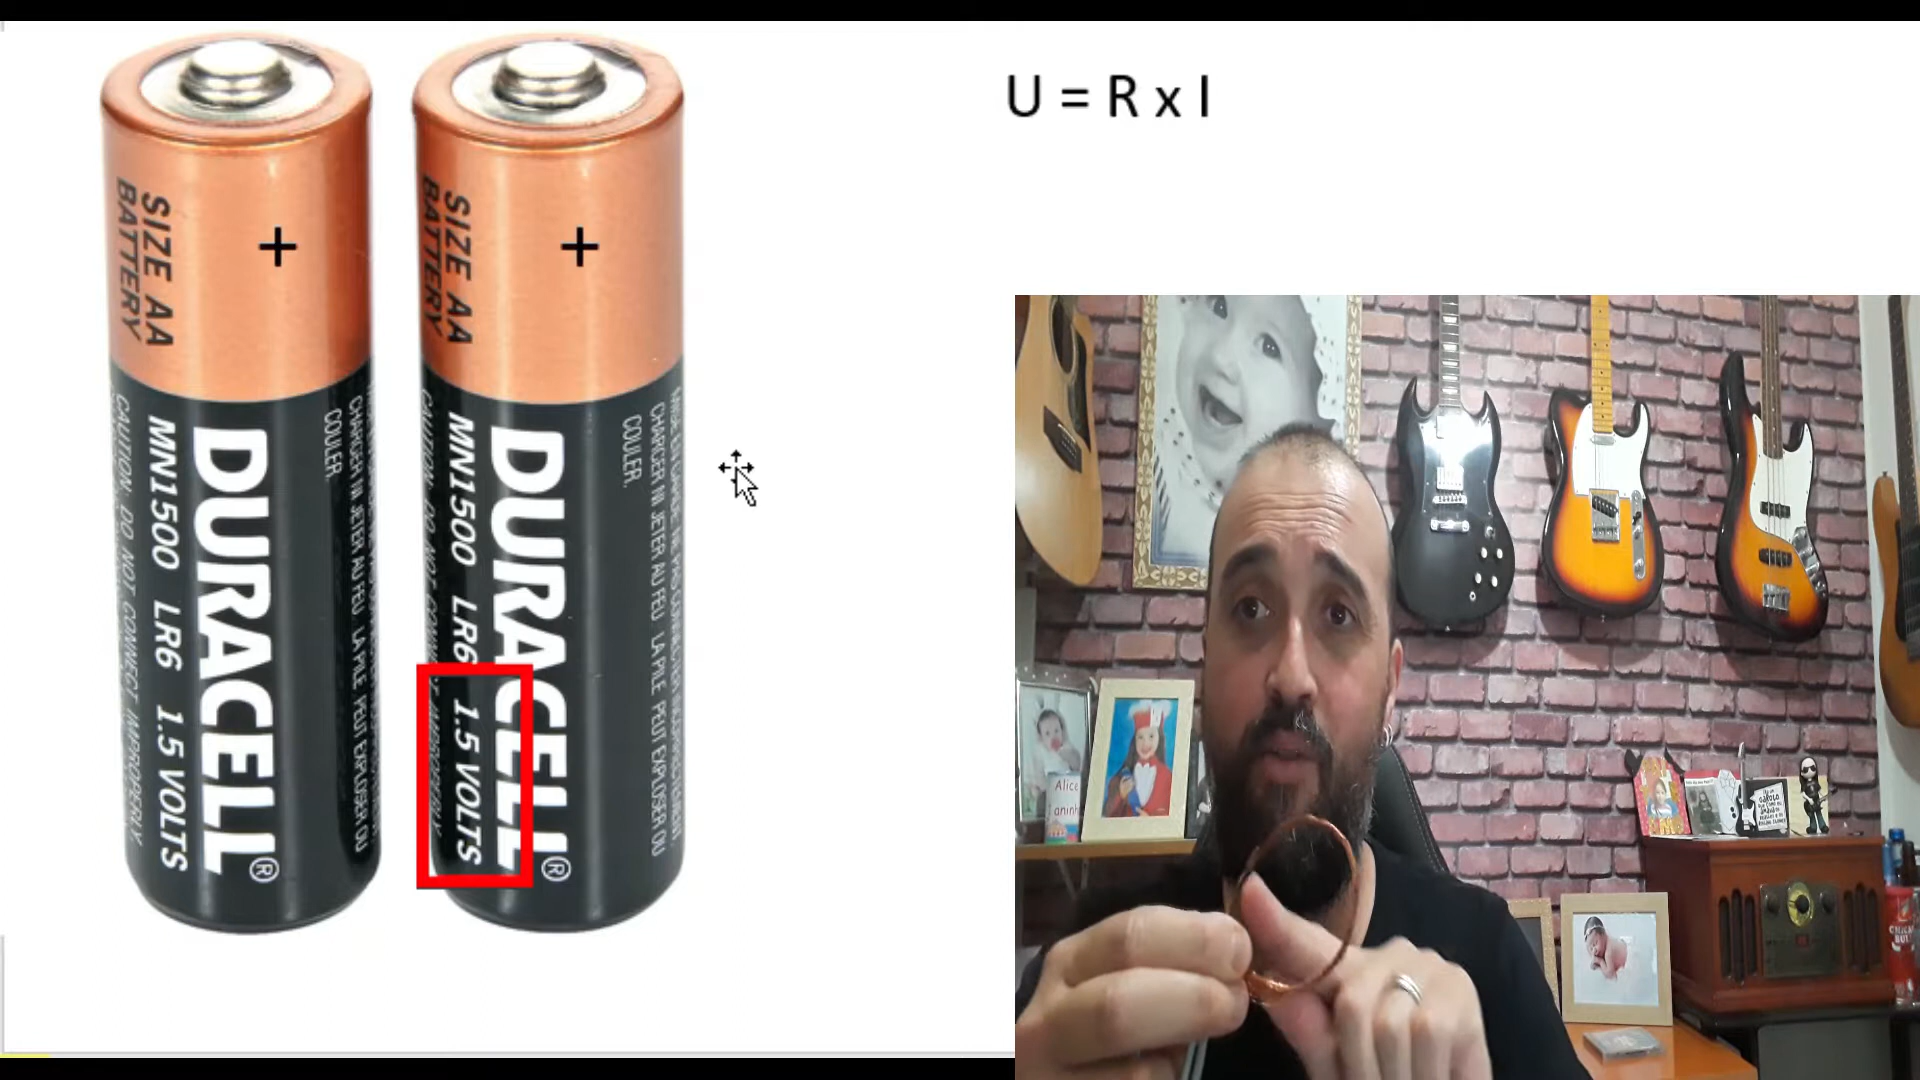 SIZE AA
BATTERY
+
DURACELL®
MN1500 LR6 1.5 VOLTS
CHARGER NI JETER AU FEU. LA PILE PEUT EXPLOSER OU
COULER.
SIZE AA
BATTERY
+
DURACELL®
MN1500 LR6 1.5 VOLTS
CHARGER NI JETER AU FEU. LA PILE PEUT EXPLOSER OU
COULER.
CAUTION. DO NOT CONNECT IMPROPERLY
U = R x I
Alice